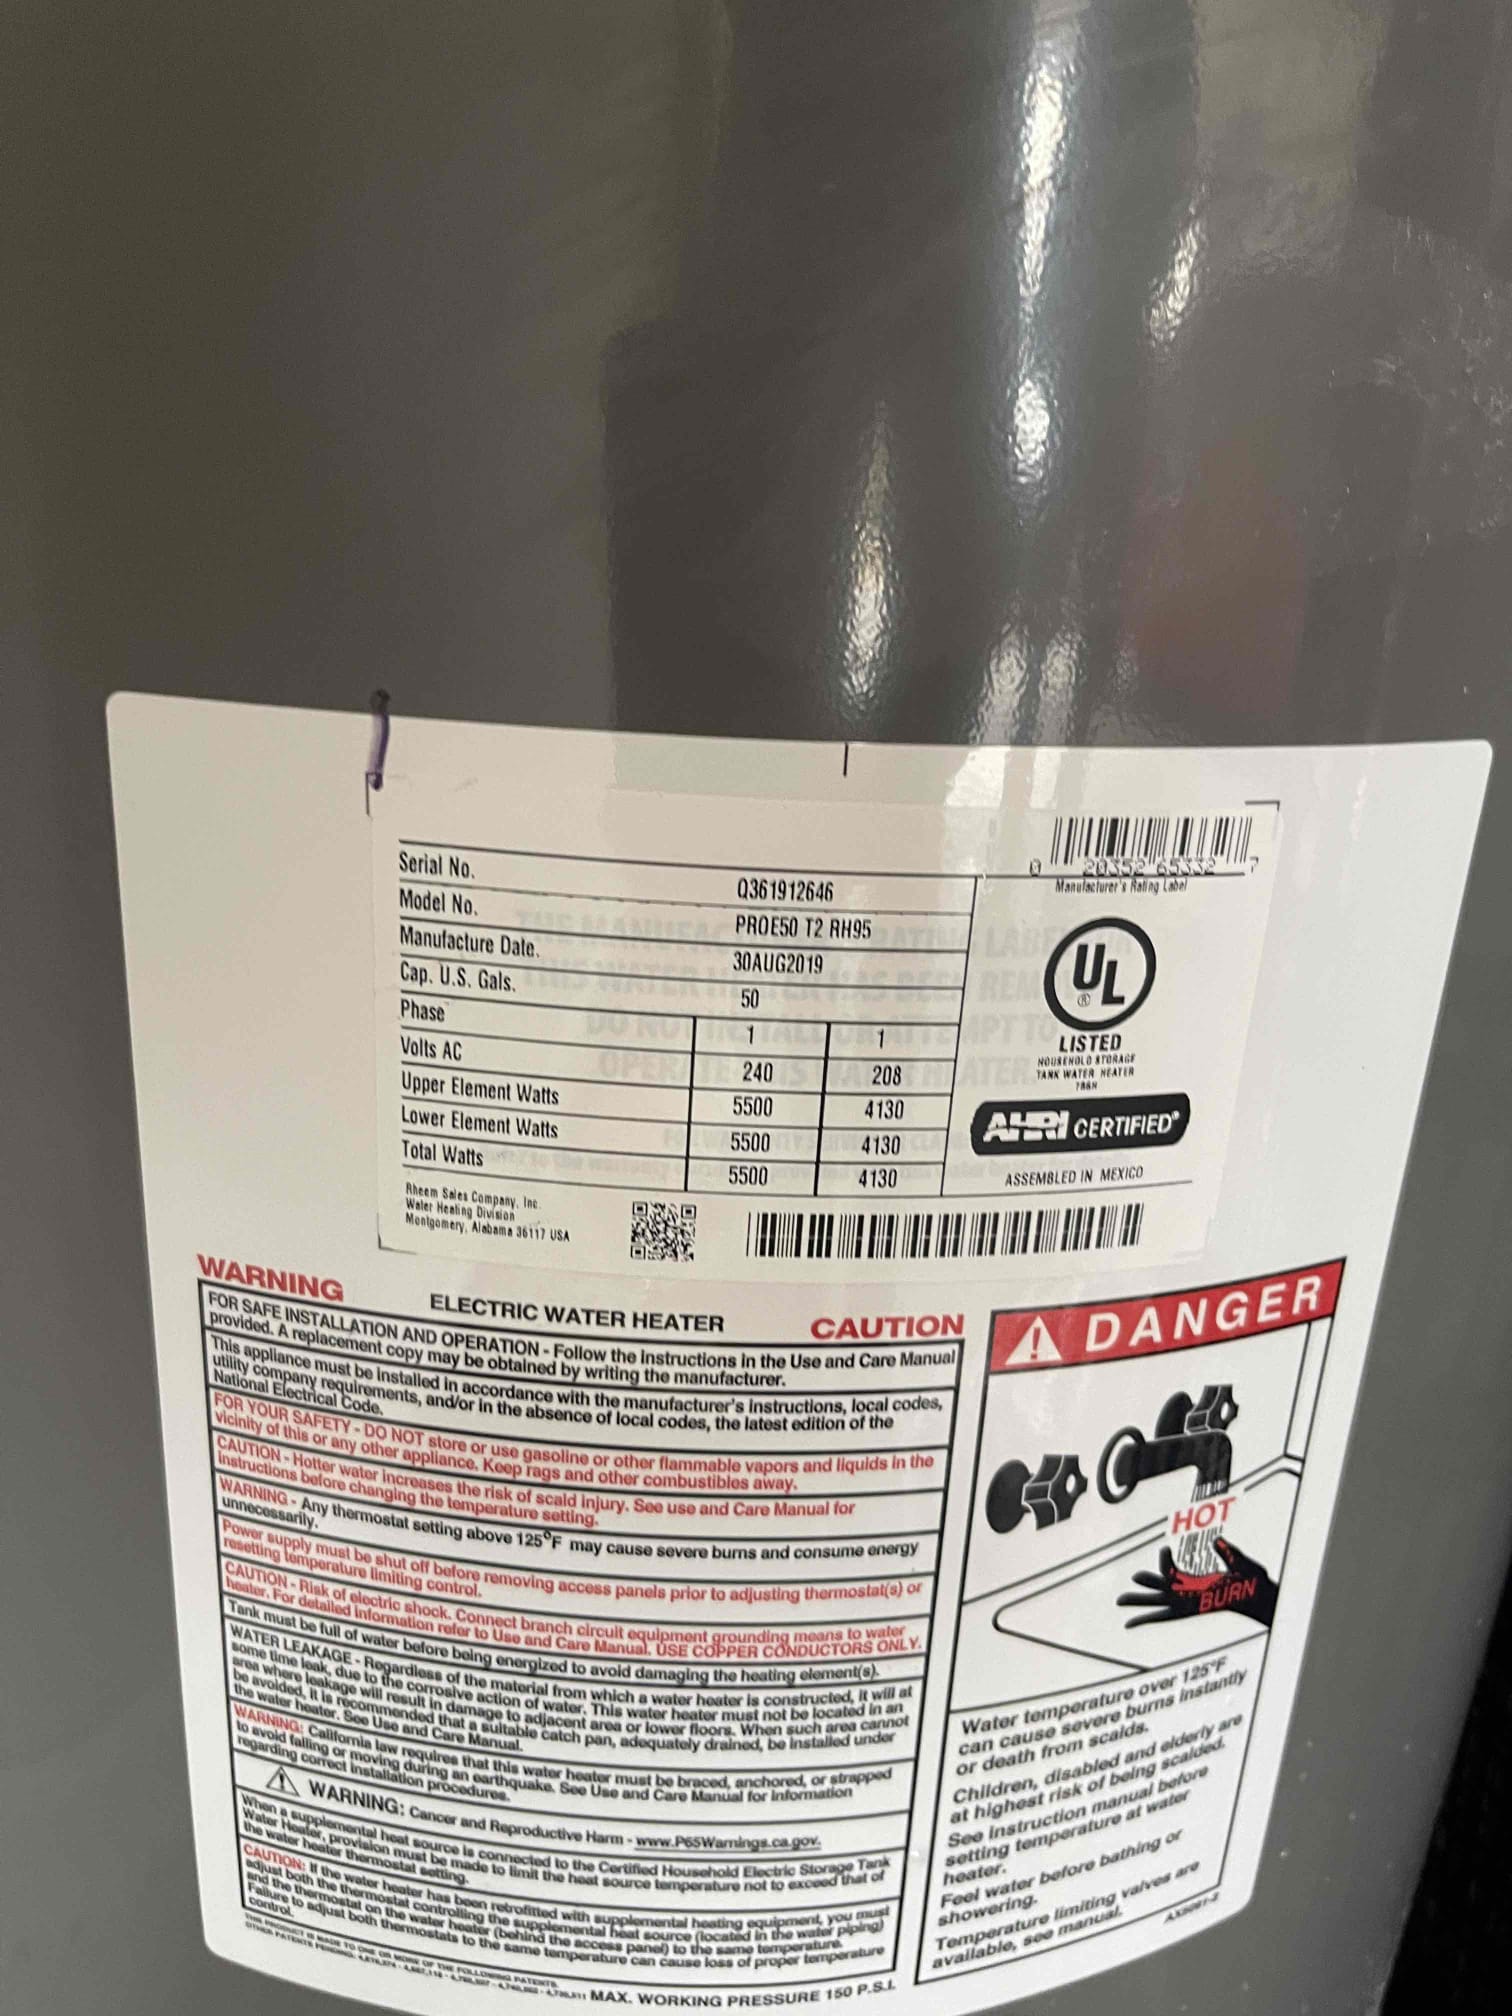 0 20352 65332 7
Manufacturer's Rating Label
Serial No. Q361912646
Model No. PROE50 T2 RH95
Manufacture Date. 30AUG2019
Cap. U.S. Gals. 50
Phase 1 1
Volts AC 240 208
Upper Element Watts 5500 4130
Lower Element Watts 5500 4130
Total Watts 5500 4130
UL
®
LISTED
HOUSEHOLD STORAGE
TANK WATER HEATER
AHRI CERTIFIED®
ASSEMBLED IN MEXICO
Rheem Sales Company, Inc.
Water Heating Division
Montgomery, Alabama 36117 USA
WARNING
ELECTRIC WATER HEATER
CAUTION
FOR SAFE INSTALLATION AND OPERATION - Follow the Instructions in the Use and Care Manual
provided. A replacement copy may be obtained by writing the manufacturer.
This appliance must be installed in accordance with the manufacturer's instructions, local codes,
utility company requirements, and/or in the absence of local codes, the latest edition of the
National Electrical Code.
FOR YOUR SAFETY - DO NOT store or use gasoline or other flammable vapors and liquids in the
vicinity of this or any other appliance. Keep rags and other combustibles away.
CAUTION - Hotter water increases the risk of scald injury. See use and Care Manual for
instructions before changing the temperature setting.
WARNING - Any thermostat setting above 125°F may cause severe burns and consume energy
unnecessarily.
Power supply must be shut off before removing access panels prior to adjusting thermostat(s) or
resetting temperature limiting control.
CAUTION - Risk of electric shock. Connect branch circuit equipment grounding means to water
heater. For detailed information refer to Use and Care Manual. USE COPPER CONDUCTORS ONLY.
Tank must be full of water before being energized to avoid damaging the heating element(s).
WATER LEAKAGE - Regardless of the material from which a water heater is constructed, it will at
some time leak, due to the corrosive action of water. This water heater must not be located in an
area where leakage will result in damage to adjacent area or lower floors. When such area cannot
be avoided, it is recommended that a suitable catch pan, adequately drained, be installed under
the water heater. See Use and Care Manual.
WARNING: California law requires that this water heater must be braced, anchored, or strapped
to avoid falling or moving during an earthquake. See Use and Care Manual for information
regarding correct installation procedures.
WARNING: Cancer and Reproductive Harm - www.P65Warnings.ca.gov.
When a supplemental heat source is connected to the Certified Household Electric Storage Tank
Water Heater, provision must be made to limit the heat source temperature not to exceed that of
the water heater thermostat setting.
CAUTION: If the water heater has been retrofitted with supplemental heating equipment, you must
adjust both the thermostat controlling the supplemental heat source (located in the water piping)
and the thermostat on the water heater (behind the access panel) to the same temperature.
Failure to adjust both thermostats to the same temperature can cause loss of proper temperature
control.
THIS PRODUCT IS MADE TO ONE OR MORE OF THE FOLLOWING PATENTS.
OTHER PATENTS PENDING.
MAX. WORKING PRESSURE 150 P.S.I.
DANGER
HOT
BURN
Water temperature over 125°F
can cause severe burns instantly
or death from scalds.
Children, disabled and elderly are
at highest risk of being scalded.
See instruction manual before
setting temperature at water
heater.
Feel water before bathing or
showering.
Temperature limiting valves are
available, see manual.